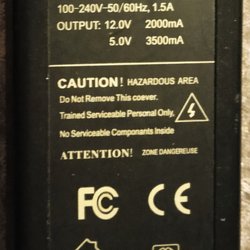 100-240V-50/60Hz, 1.5A
OUTPUT: 12.0V 2000mA
5.0V 3500mA
CAUTION! HAZARDOUS AREA
Do Not Remove This coever.
Trained Serviceable Personal Only,
No Serviceable Components Inside
ATTENTION! ZONE DANGEREUSE
FC CE